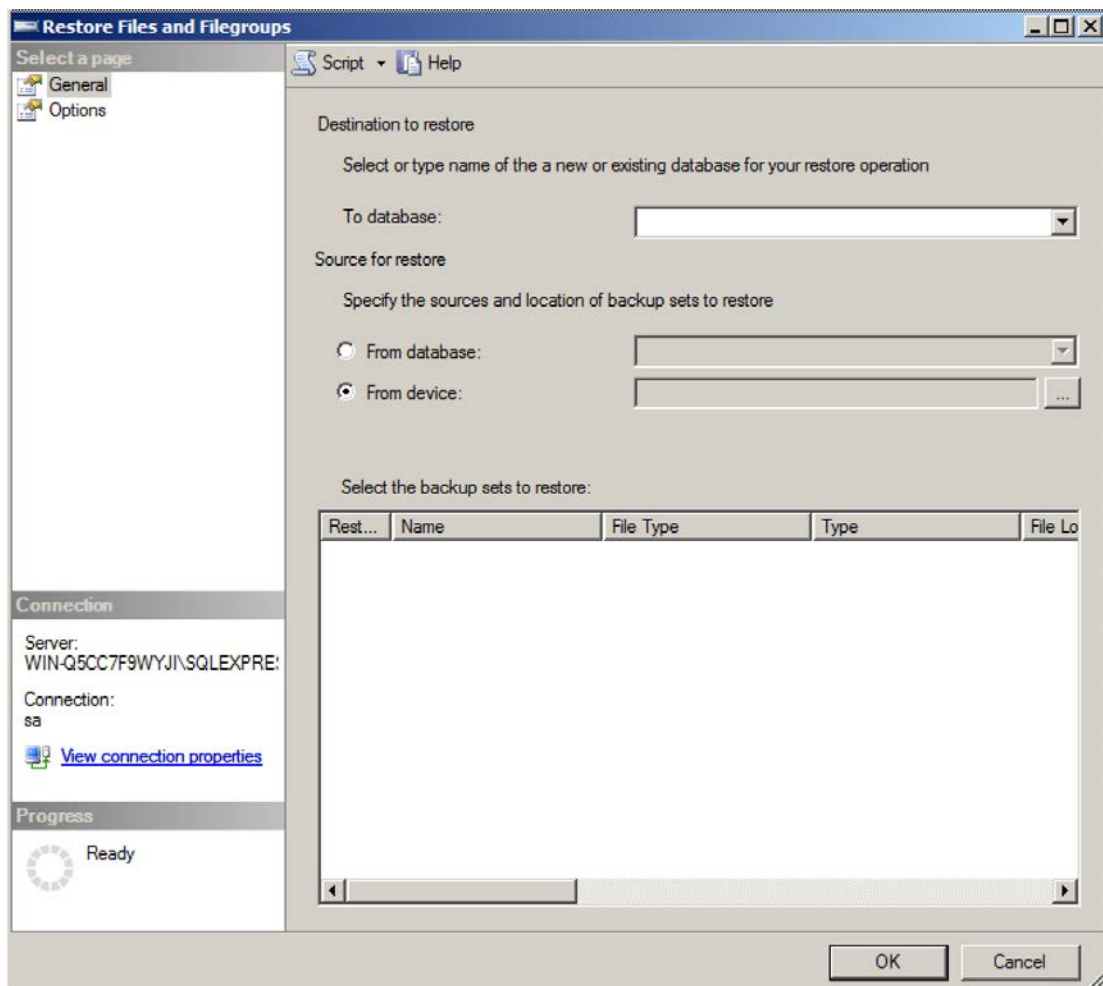 Restore Files and Filegroups
Select a page
General
Options
Script
Help
Destination to restore
Select or type name of the a new or existing database for your restore operation
To database:
Source for restore
Specify the sources and location of backup sets to restore
From database:
From device:
...
Select the backup sets to restore:
Rest... Name File Type Type File Lo
Connection
Server:
WIN-Q5CC7F9WYJI\SQLEXPRES
Connection:
sa
View connection properties
Progress
Ready
OK Cancel